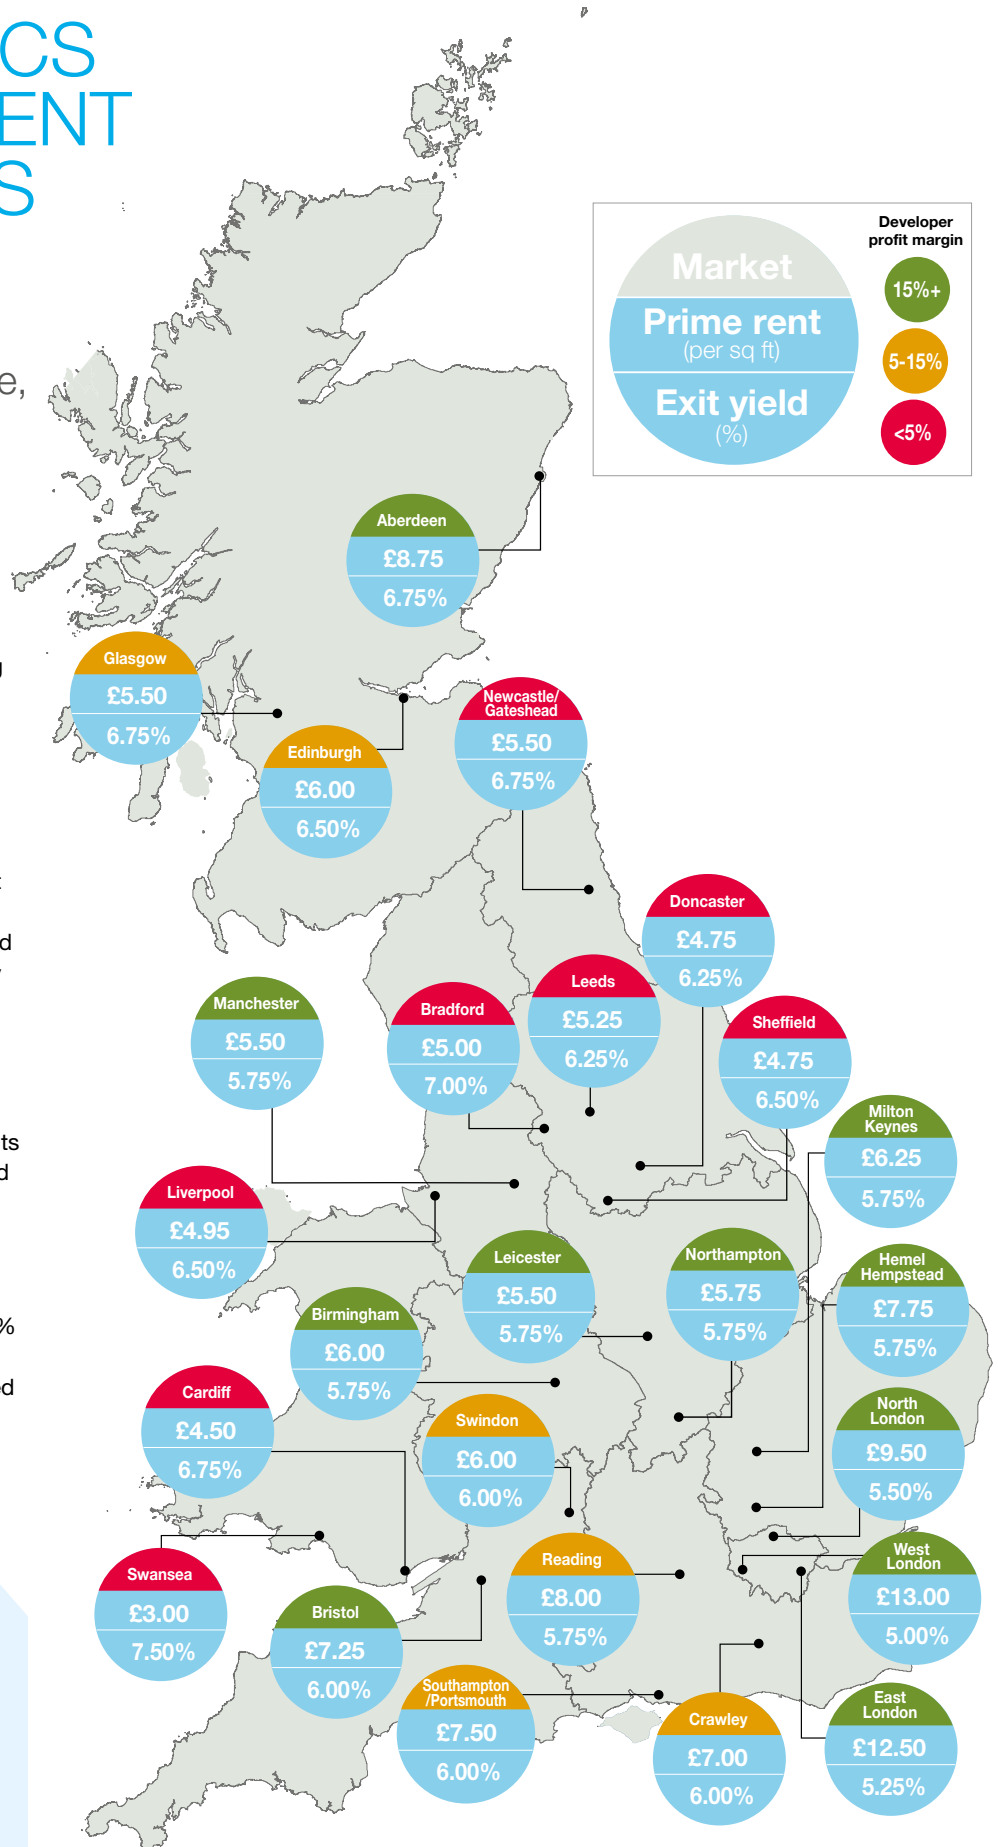 CS
ENT
S
e,
g
t
d
ts
d
%
ed
Market
Prime rent
(per sq ft)
Exit yield
(%)
Developer
profit margin
15%+
5-15%
<5%
Aberdeen
£8.75
6.75%
Glasgow
£5.50
6.75%
Edinburgh
£6.00
6.50%
Newcastle/
Gateshead
£5.50
6.75%
Doncaster
£4.75
6.25%
Leeds
£5.25
6.25%
Bradford
£5.00
7.00%
Manchester
£5.50
5.75%
Sheffield
£4.75
6.50%
Milton
Keynes
£6.25
5.75%
Liverpool
£4.95
6.50%
Leicester
£5.50
5.75%
Northampton
£5.75
5.75%
Hemel
Hempstead
£7.75
5.75%
Birmingham
£6.00
5.75%
Cardiff
£4.50
6.75%
Swindon
£6.00
6.00%
North
London
£9.50
5.50%
Swansea
£3.00
7.50%
Bristol
£7.25
6.00%
Reading
£8.00
5.75%
West
London
£13.00
5.00%
Southampton
/Portsmouth
£7.50
6.00%
Crawley
£7.00
6.00%
East
London
£12.50
5.25%